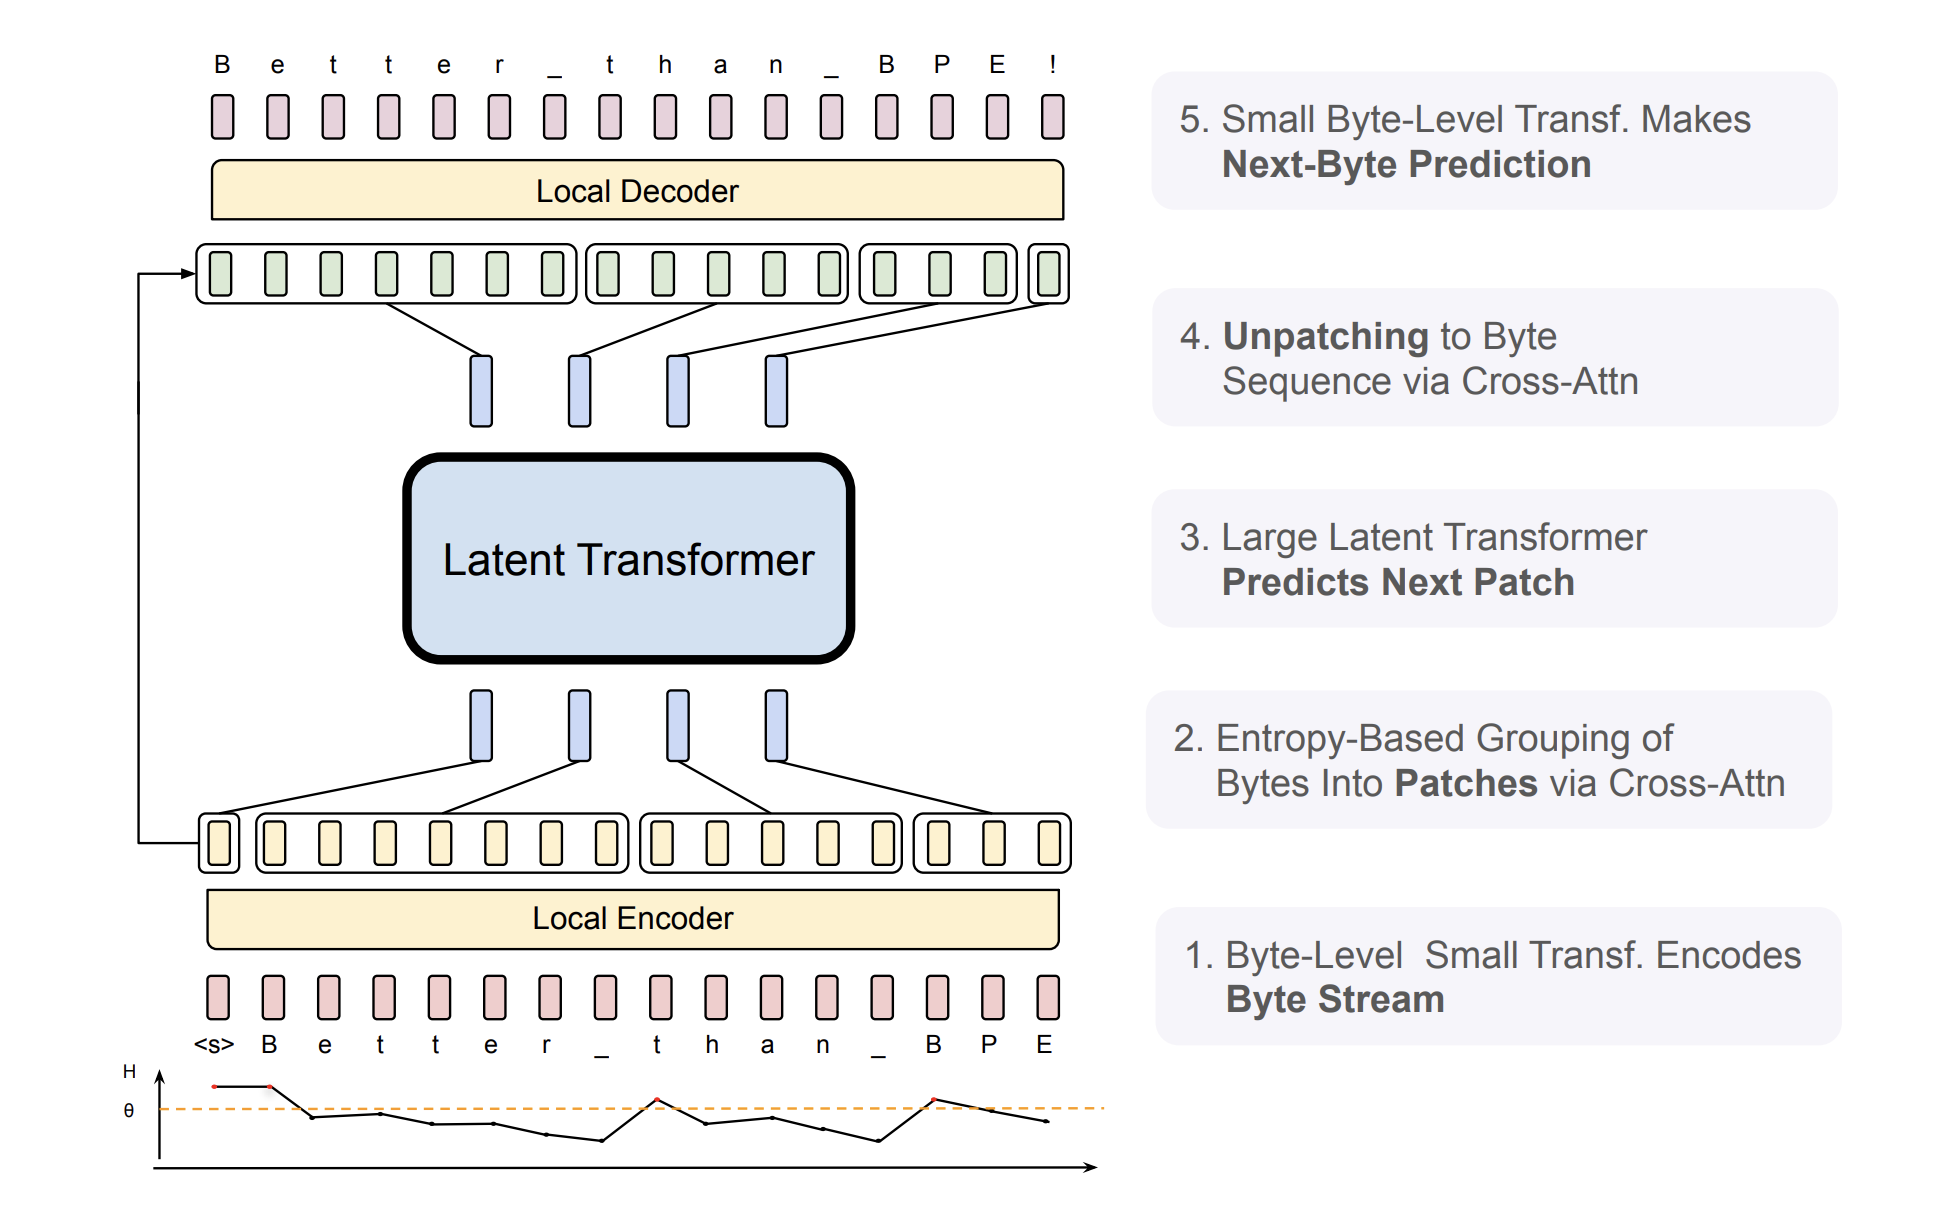 B e t t e r _ t h a n _ B P E !
Local Decoder
Latent Transformer
Local Encoder
<s> B e t t e r _ t h a n _ B P E
H
θ
5. Small Byte-Level Transf. Makes
Next-Byte Prediction
4. Unpatching to Byte
Sequence via Cross-Attn
3. Large Latent Transformer
Predicts Next Patch
2. Entropy-Based Grouping of
Bytes Into Patches via Cross-Attn
1. Byte-Level Small Transf. Encodes
Byte Stream